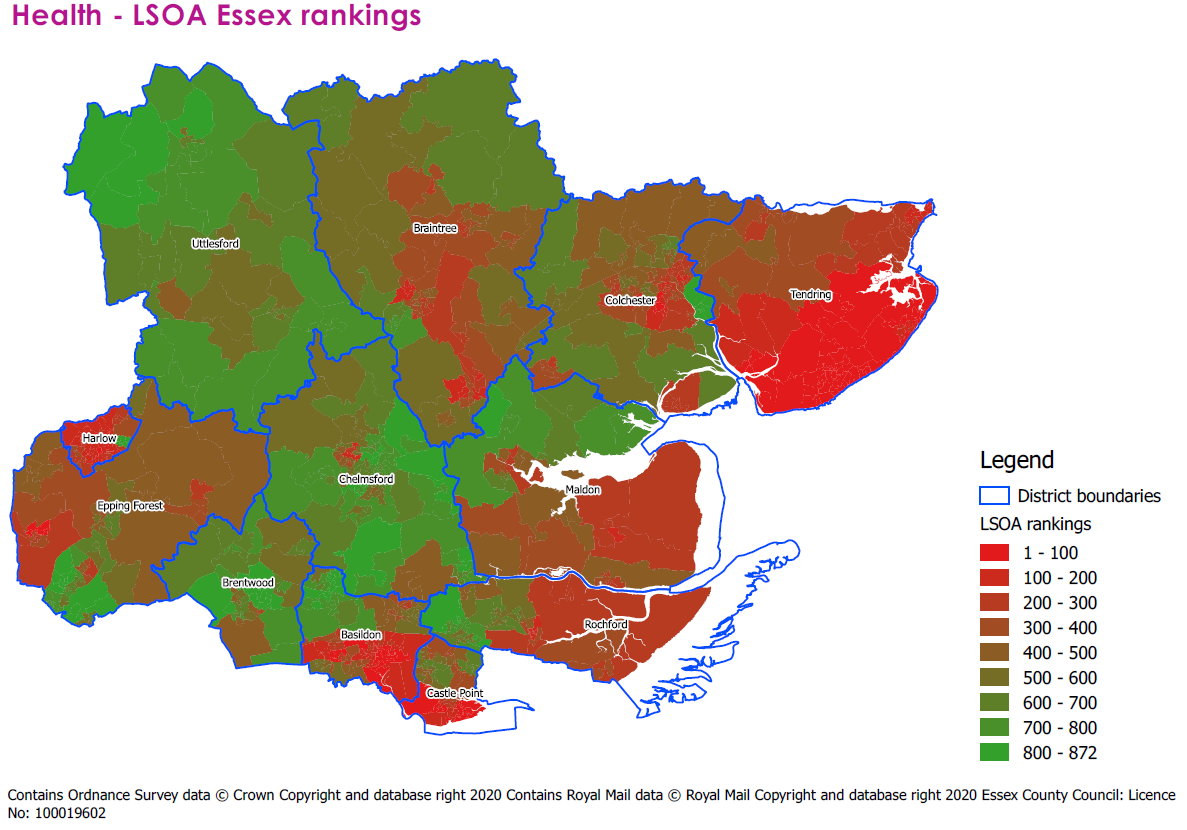 Health - LSOA Essex rankings
Uttlesford
Braintree
Colchester
Tendring
Harlow
Chelmsford
Maldon
Epping Forest
Brentwood
Rochford
Basildon
Castle Point
Legend
District boundaries
LSOA rankings
1 - 100
100 - 200
200 - 300
300 - 400
400 - 500
500 - 600
600 - 700
700 - 800
800 - 872
Contains Ordnance Survey data © Crown Copyright and database right 2020 Contains Royal Mail data © Royal Mail Copyright and database right 2020 Essex County Council: Licence
No: 100019602